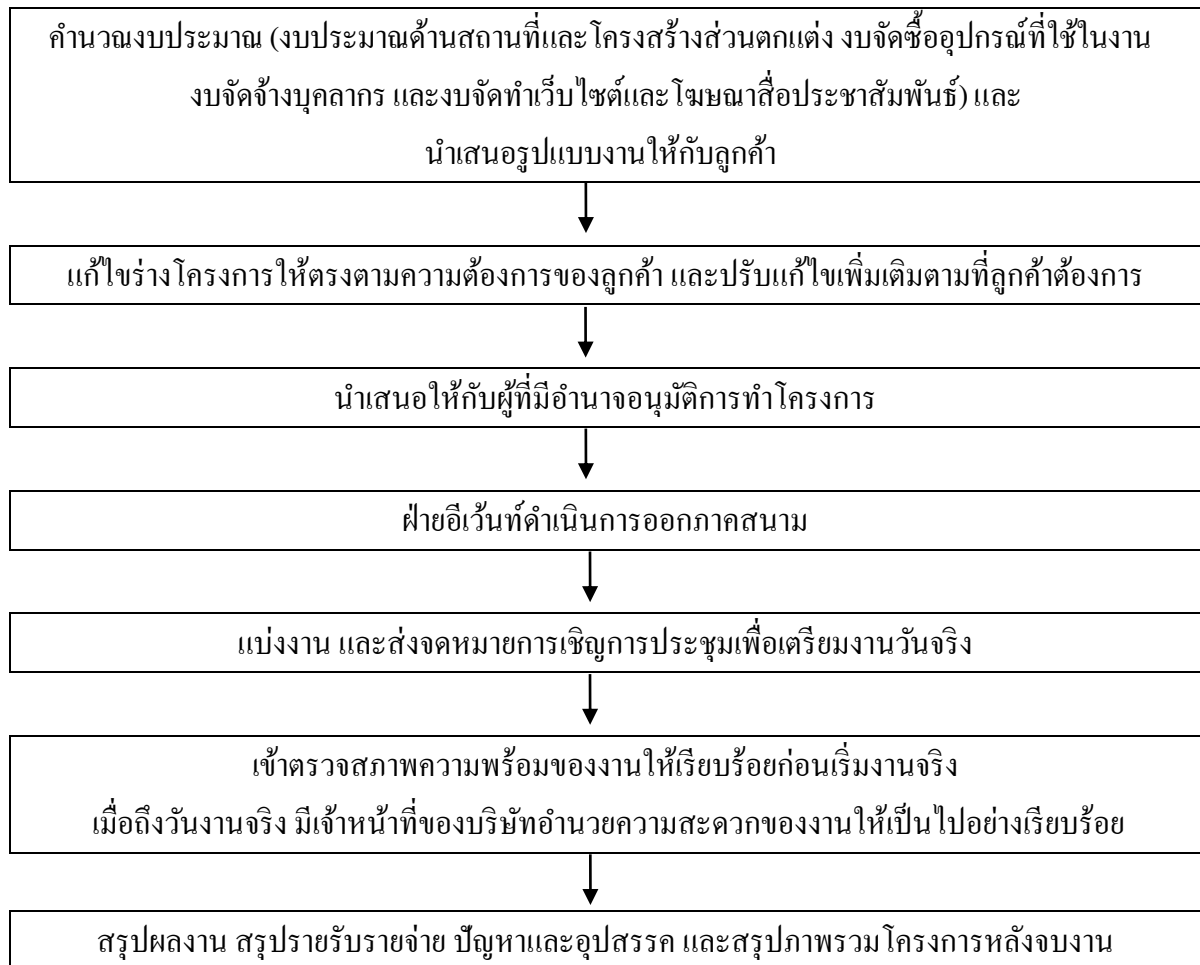 คำนวณงบประมาณ (งบประมาณด้านสถานที่และโครงสร้างส่วนตกแต่ง งบจัดซื้ออุปกรณ์ที่ใช้ในงาน
งบจัดจ้างบุคลากร และงบจัดทำเว็บไซต์และโฆษณาสื่อประชาสัมพันธ์) และ
นำเสนอรูปแบบงานให้กับลูกค้า
แก้ไขร่างโครงการให้ตรงตามความต้องการของลูกค้า และปรับแก้ไขเพิ่มเติมตามที่ลูกค้าต้องการ
นำเสนอให้กับผู้ที่มีอำนาจอนุมัติการทำโครงการ
ฝ่ายอีเว้นท์ดำเนินการออกภาคสนาม
แบ่งงาน และส่งจดหมายการเชิญการประชุมเพื่อเตรียมงานวันจริง
เข้าตรวจสภาพความพร้อมของงานให้เรียบร้อยก่อนเริ่มงานจริง
เมื่อถึงวันงานจริง มีเจ้าหน้าที่ของบริษัทอำนวยความสะดวกของงานให้เป็นไปอย่างเรียบร้อย
สรุปผลงาน สรุปรายรับรายจ่าย ปัญหาและอุปสรรค และสรุปภาพรวมโครงการหลังจบงาน